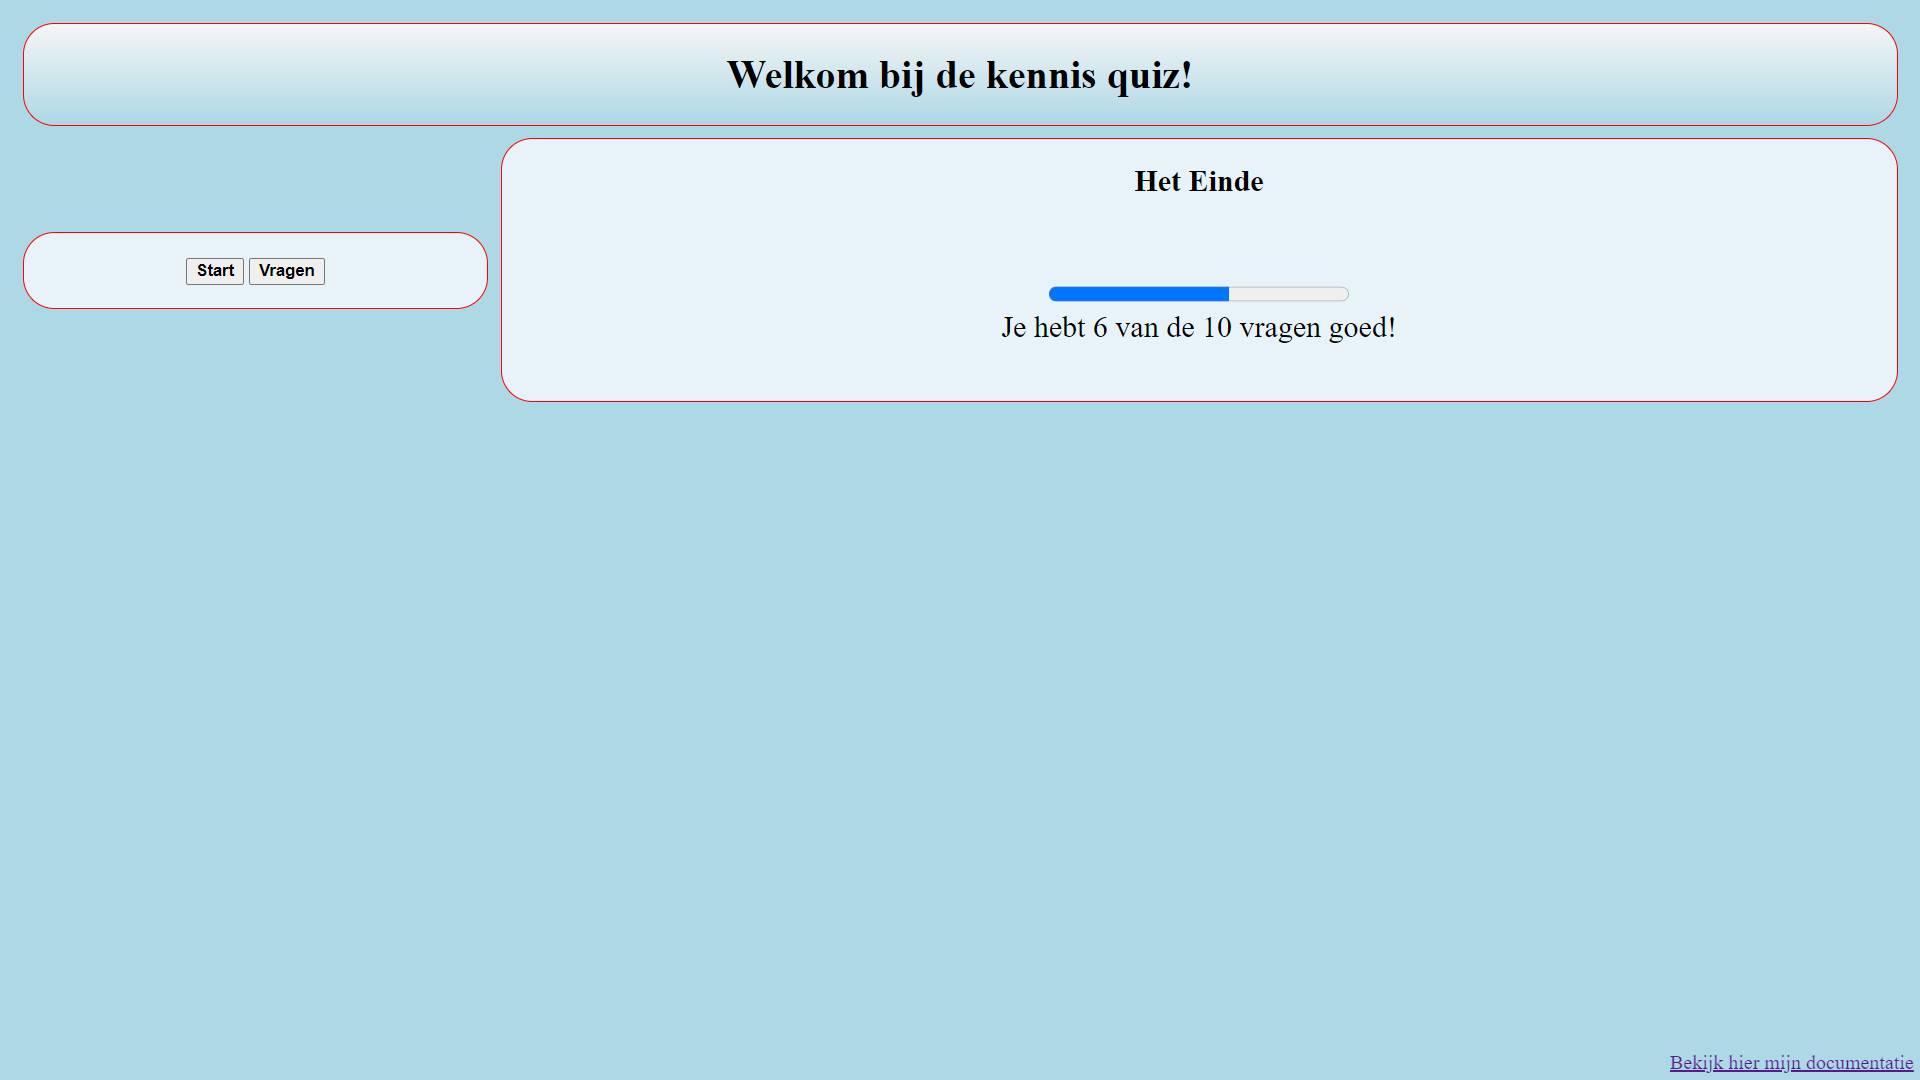 Welkom bij de kennis quiz!
Start Vragen
Het Einde
Je hebt 6 van de 10 vragen goed!
Bekijk hier mijn documentatie